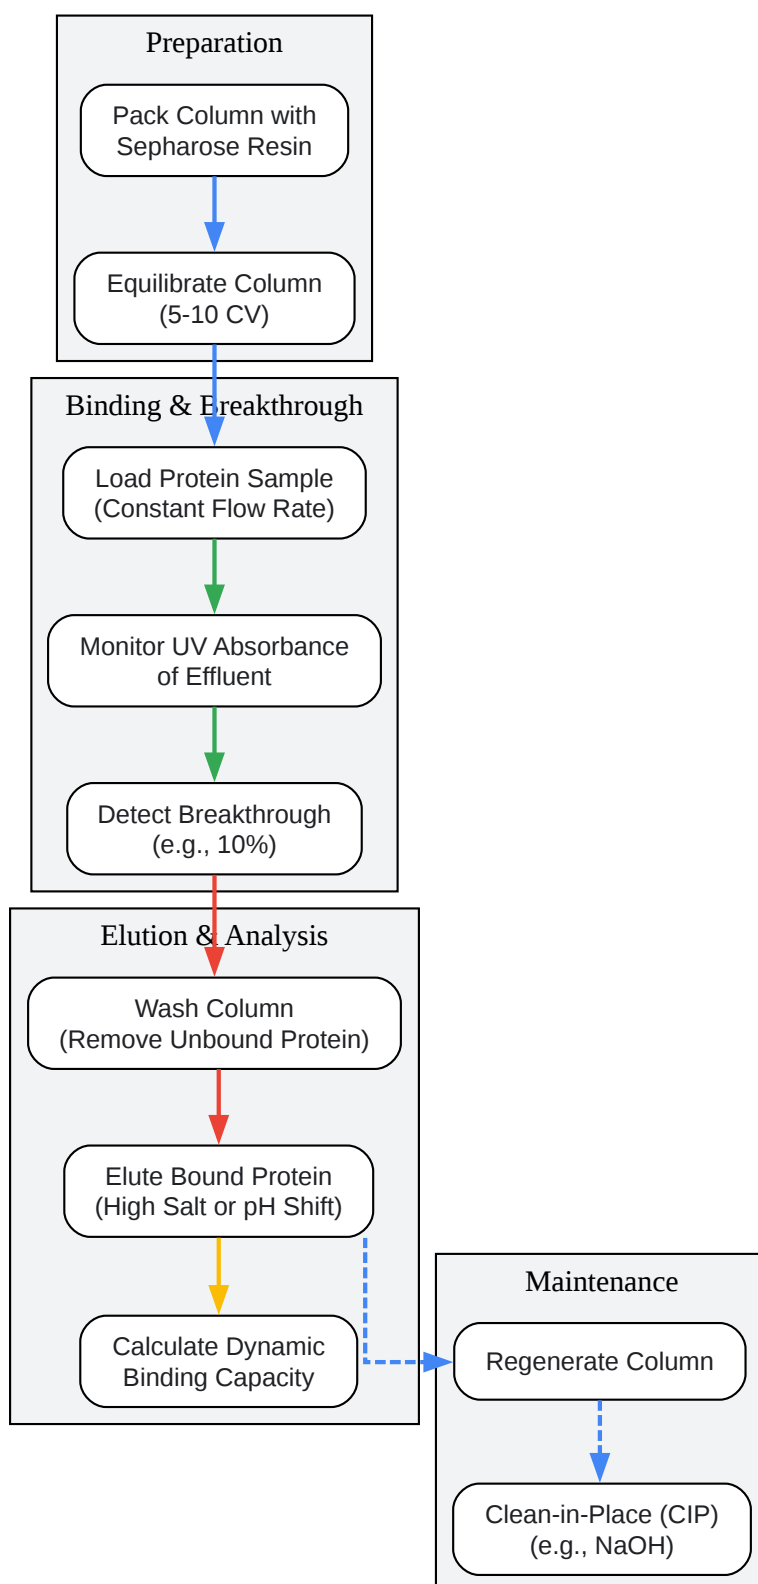 Preparation
Pack Column with
Sepharose Resin
Equilibrate Column
(5-10 CV)
Binding & Breakthrough
Load Protein Sample
(Constant Flow Rate)
Monitor UV Absorbance
of Effluent
Detect Breakthrough
(e.g., 10%)
Elution & Analysis
Wash Column
(Remove Unbound Protein)
Elute Bound Protein
(High Salt or pH Shift)
Calculate Dynamic
Binding Capacity
Maintenance
Regenerate Column
Clean-in-Place (CIP)
(e.g., NaOH)